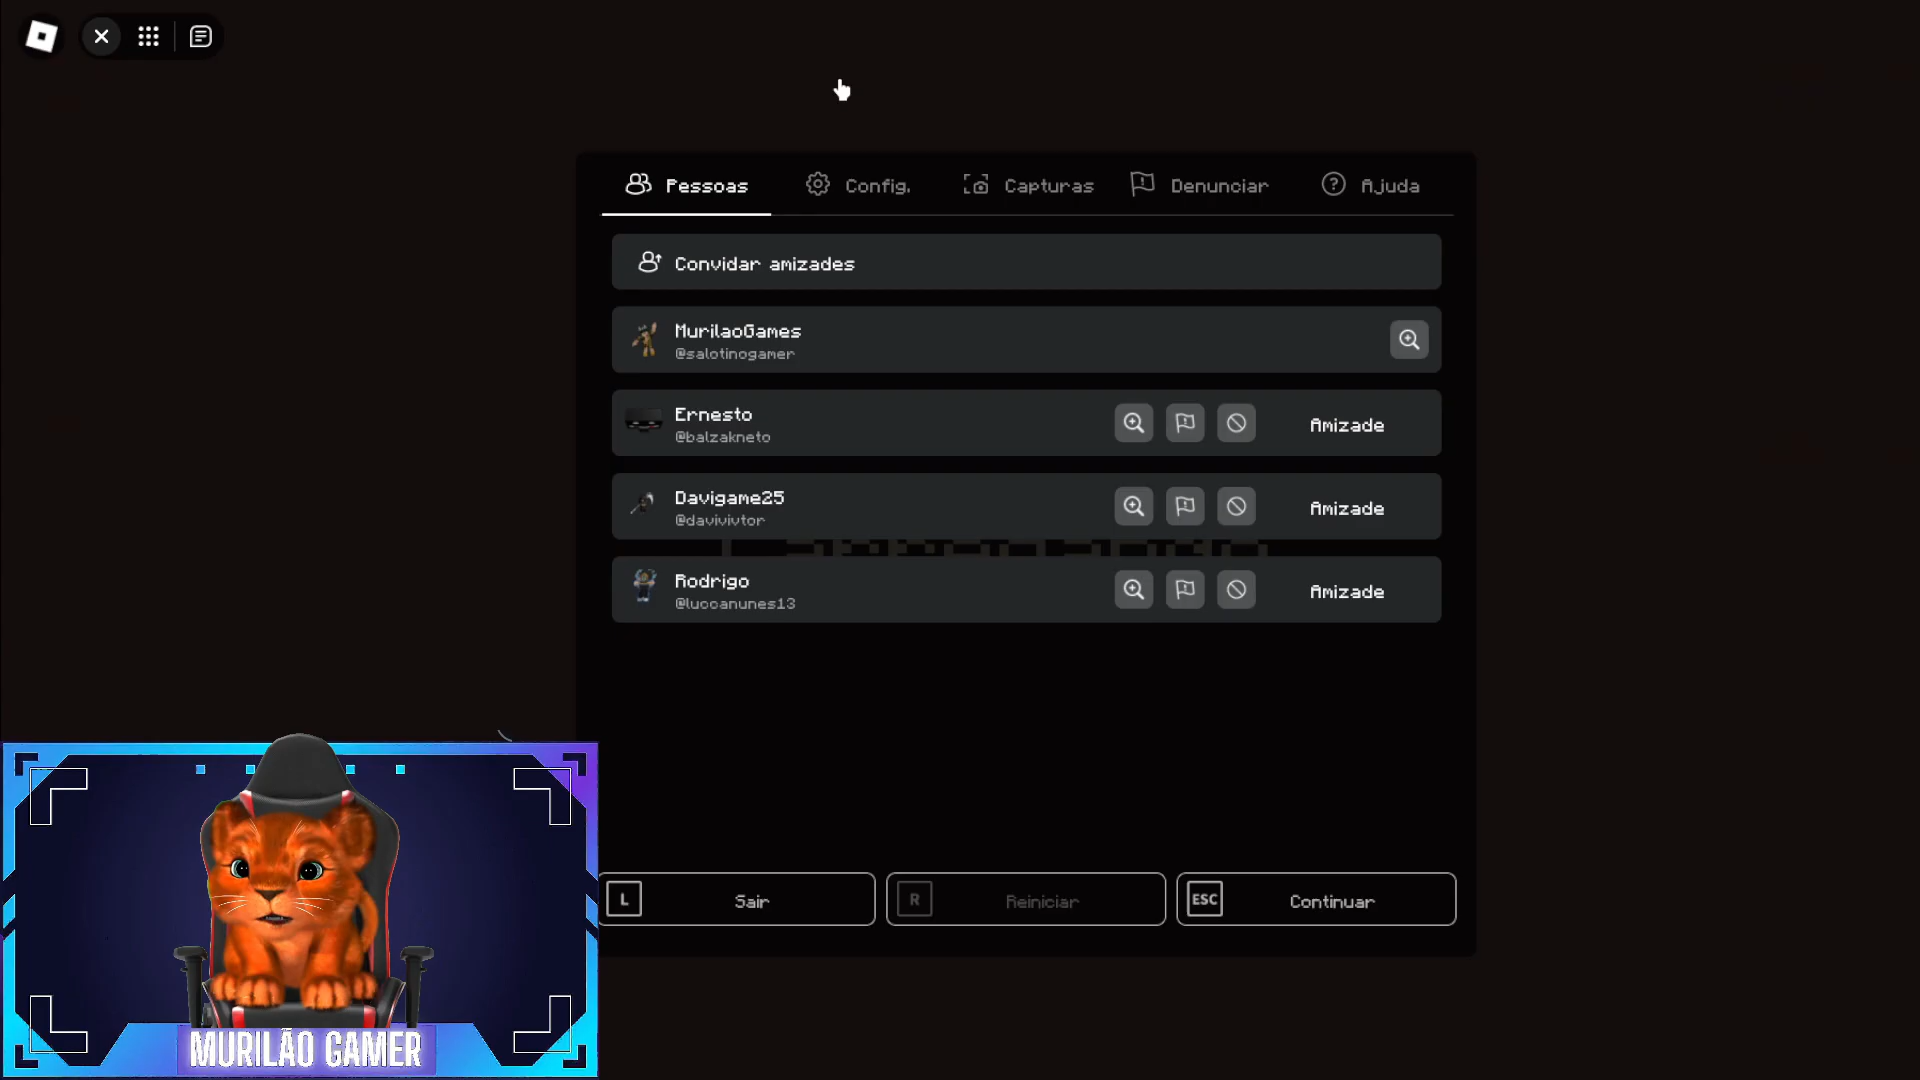 Pessoas
Config.
Capturas
Denunciar
Ajuda
Convidar amizades
MurilaoGames
@salotinogamer
Ernesto
@balzakneto
Amizade
Davigame25
@davivivtor
Amizade
Rodrigo
@luccanunes13
Amizade
L
Sair
R
Reiniciar
ESC
Continuar
MURILÃO GAMER